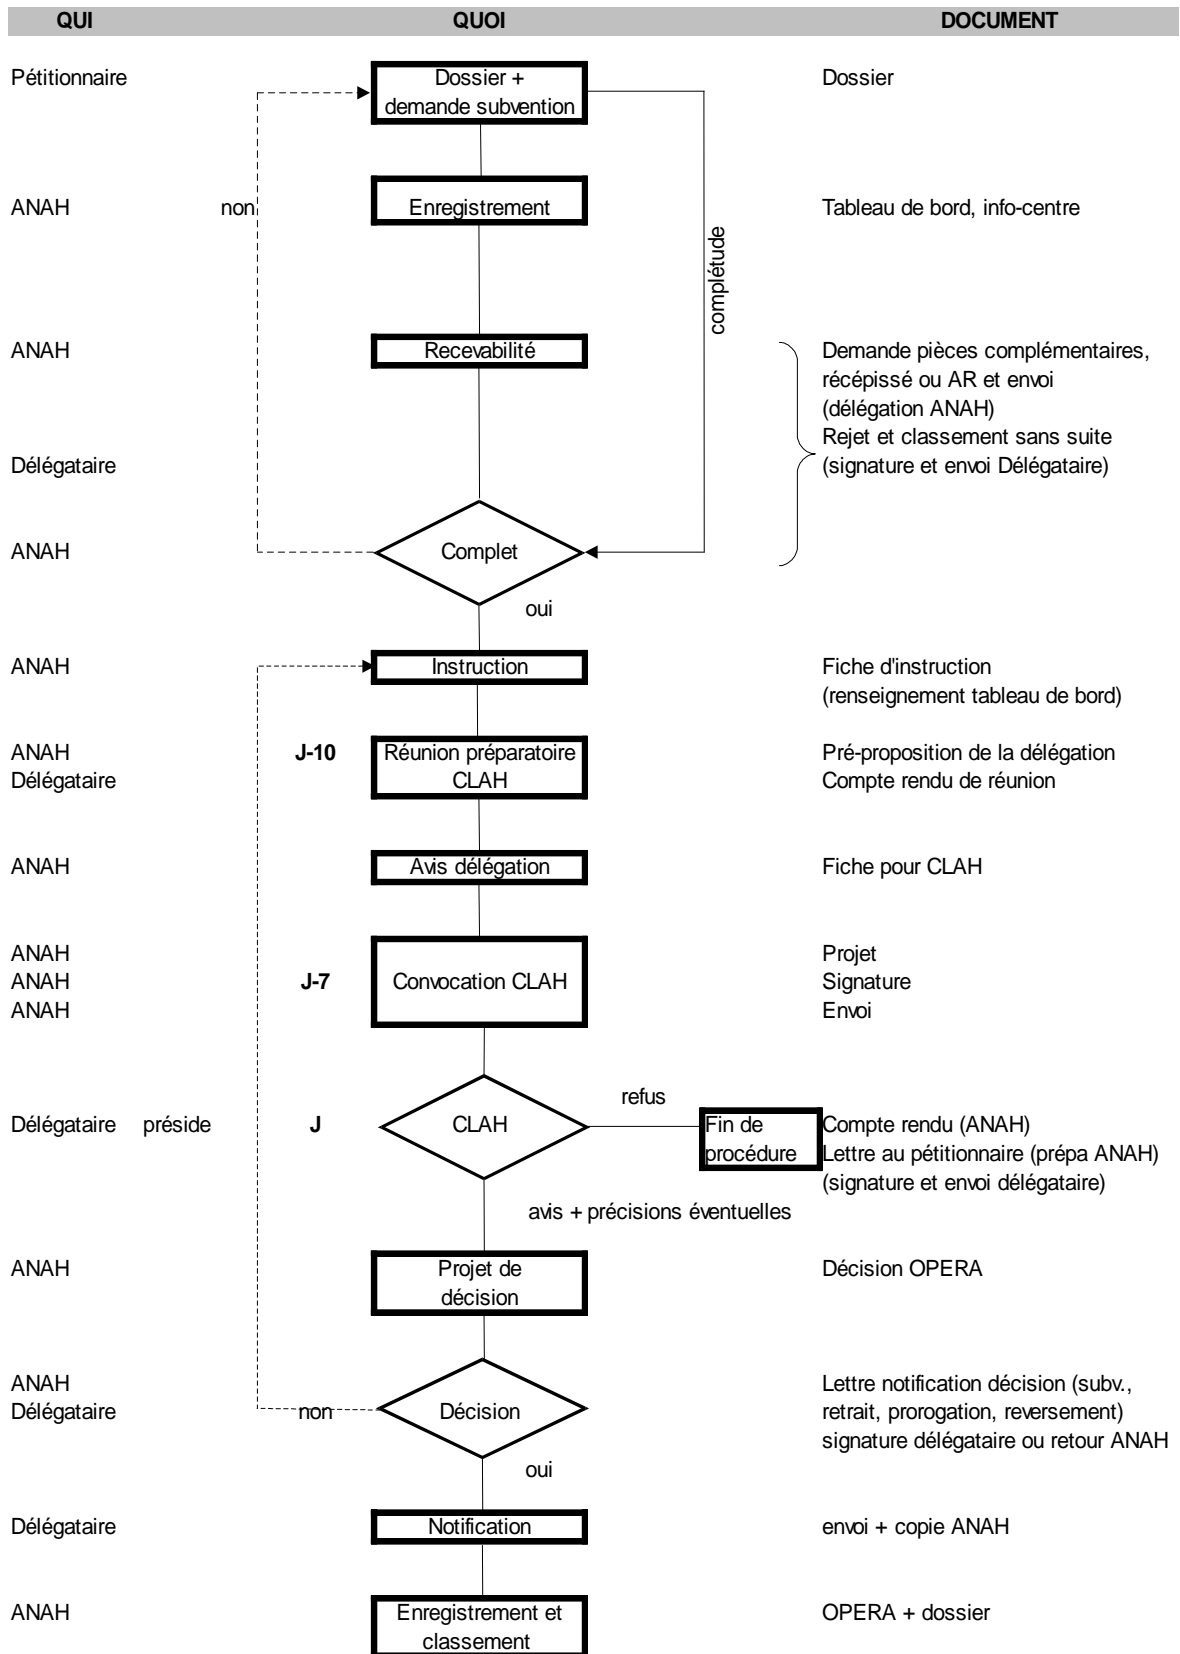 QUI QUOI DOCUMENT
Pétitionnaire Dossier + Dossier
demande subvention
ANAH non Enregistrement Tableau de bord, info-centre
complétude
ANAH Recevabilité Demande pièces complémentaires,
récépissé ou AR et envoi
(délégation ANAH)
Rejet et classement sans suite
Délégataire (signature et envoi Délégataire)
ANAH Complet
oui
ANAH Instruction Fiche d'instruction
(renseignement tableau de bord)
ANAH J-10 Réunion préparatoire Pré-proposition de la délégation
Délégataire CLAH Compte rendu de réunion
ANAH Avis délégation Fiche pour CLAH
ANAH Projet
ANAH J-7 Convocation CLAH Signature
ANAH Envoi
refus
Délégataire préside J CLAH Fin de Compte rendu (ANAH)
procédure Lettre au pétitionnaire (prépa ANAH)
(signature et envoi délégataire)
avis + précisions éventuelles
ANAH Projet de Décision OPERA
décision
ANAH Lettre notification décision (subv.,
Délégataire non Décision retrait, prorogation, reversement)
signature délégataire ou retour ANAH
oui
Délégataire Notification envoi + copie ANAH
ANAH Enregistrement et OPERA + dossier
classement